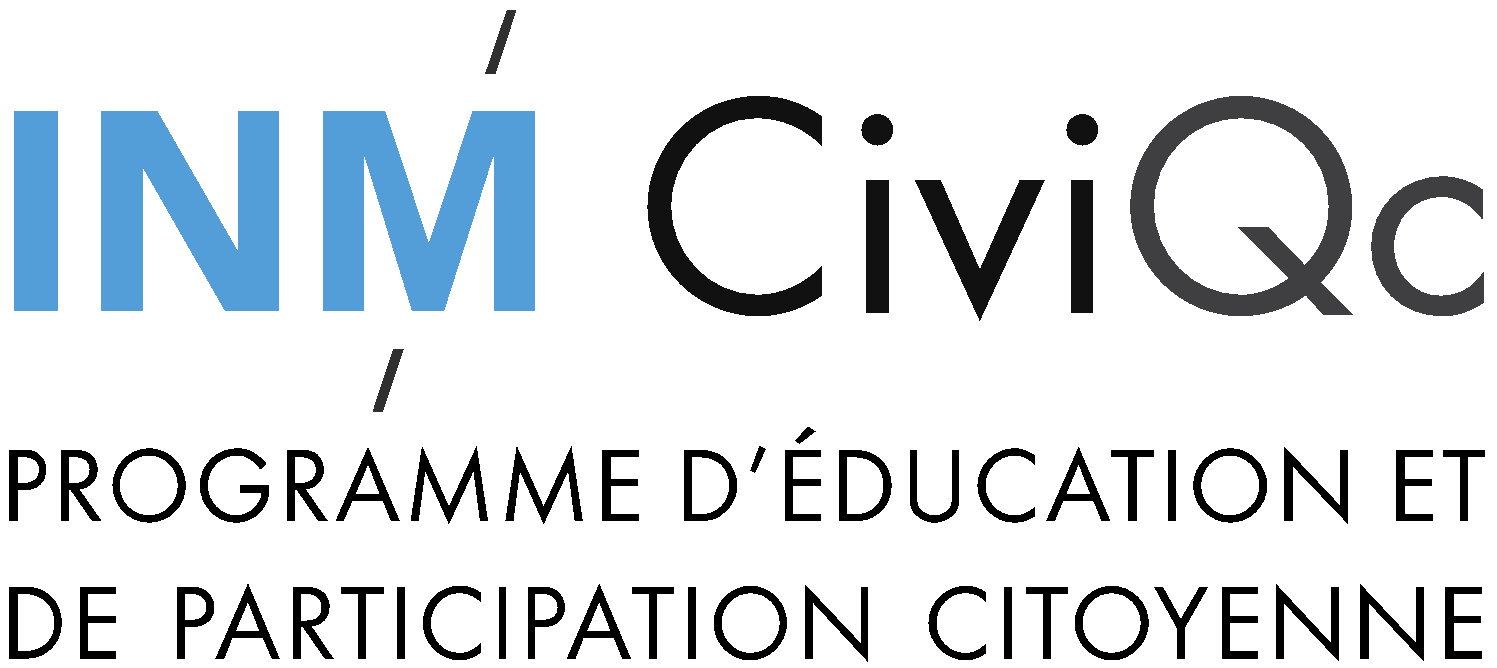 INM CiviQc
PROGRAMME D'ÉDUCATION ET
DE PARTICIPATION CITOYENNE